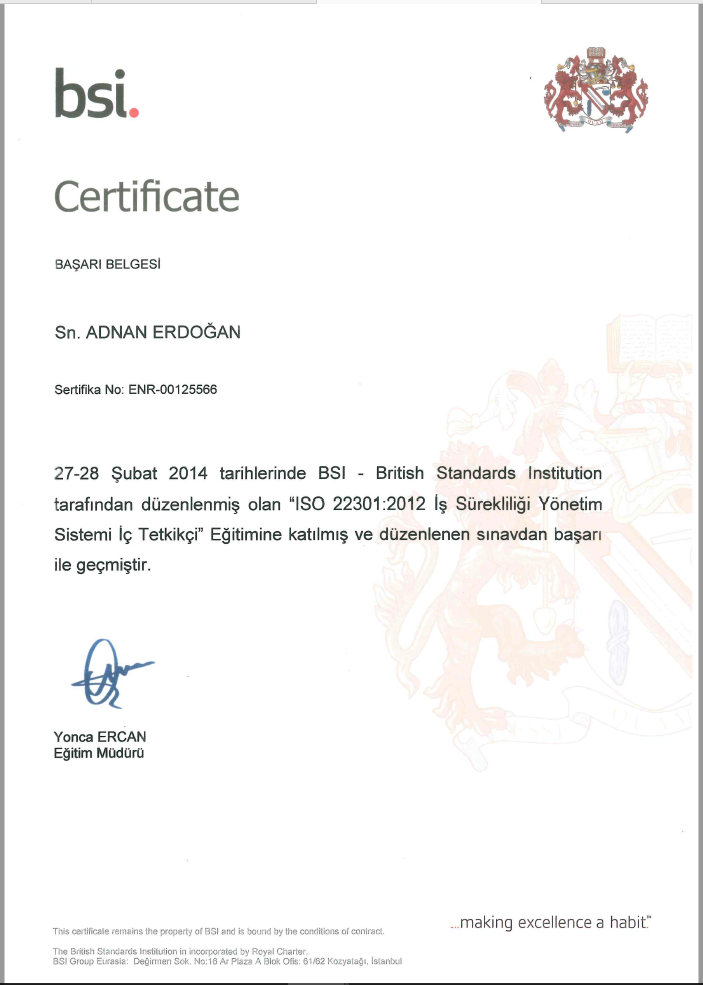 bsi.
Certificate
BAŞARI BELGESİ
Sn. ADNAN ERDOĞAN
Sertifika No: ENR-00125566
27-28 Şubat 2014 tarihlerinde BSI - British Standards Institution
tarafından düzenlenmiş olan “ISO 22301:2012 İş Sürekliliği Yönetim
Sistemi İç Tetkikçi” Eğitimine katılmış ve düzenlenen sınavdan başarı
ile geçmiştir.
Yonca ERCAN
Eğitim Müdürü
...making excellence a habit.™
This certificate remains the property of BSI and is bound by the conditions of contract.
The British Standards Institution in incorporated by Royal Charter.
BSI Group Eurasia: Değirmen Sok. No:16 Ar Plaza A Blok Ofis: 61/62 Kozyatağı, İstanbul